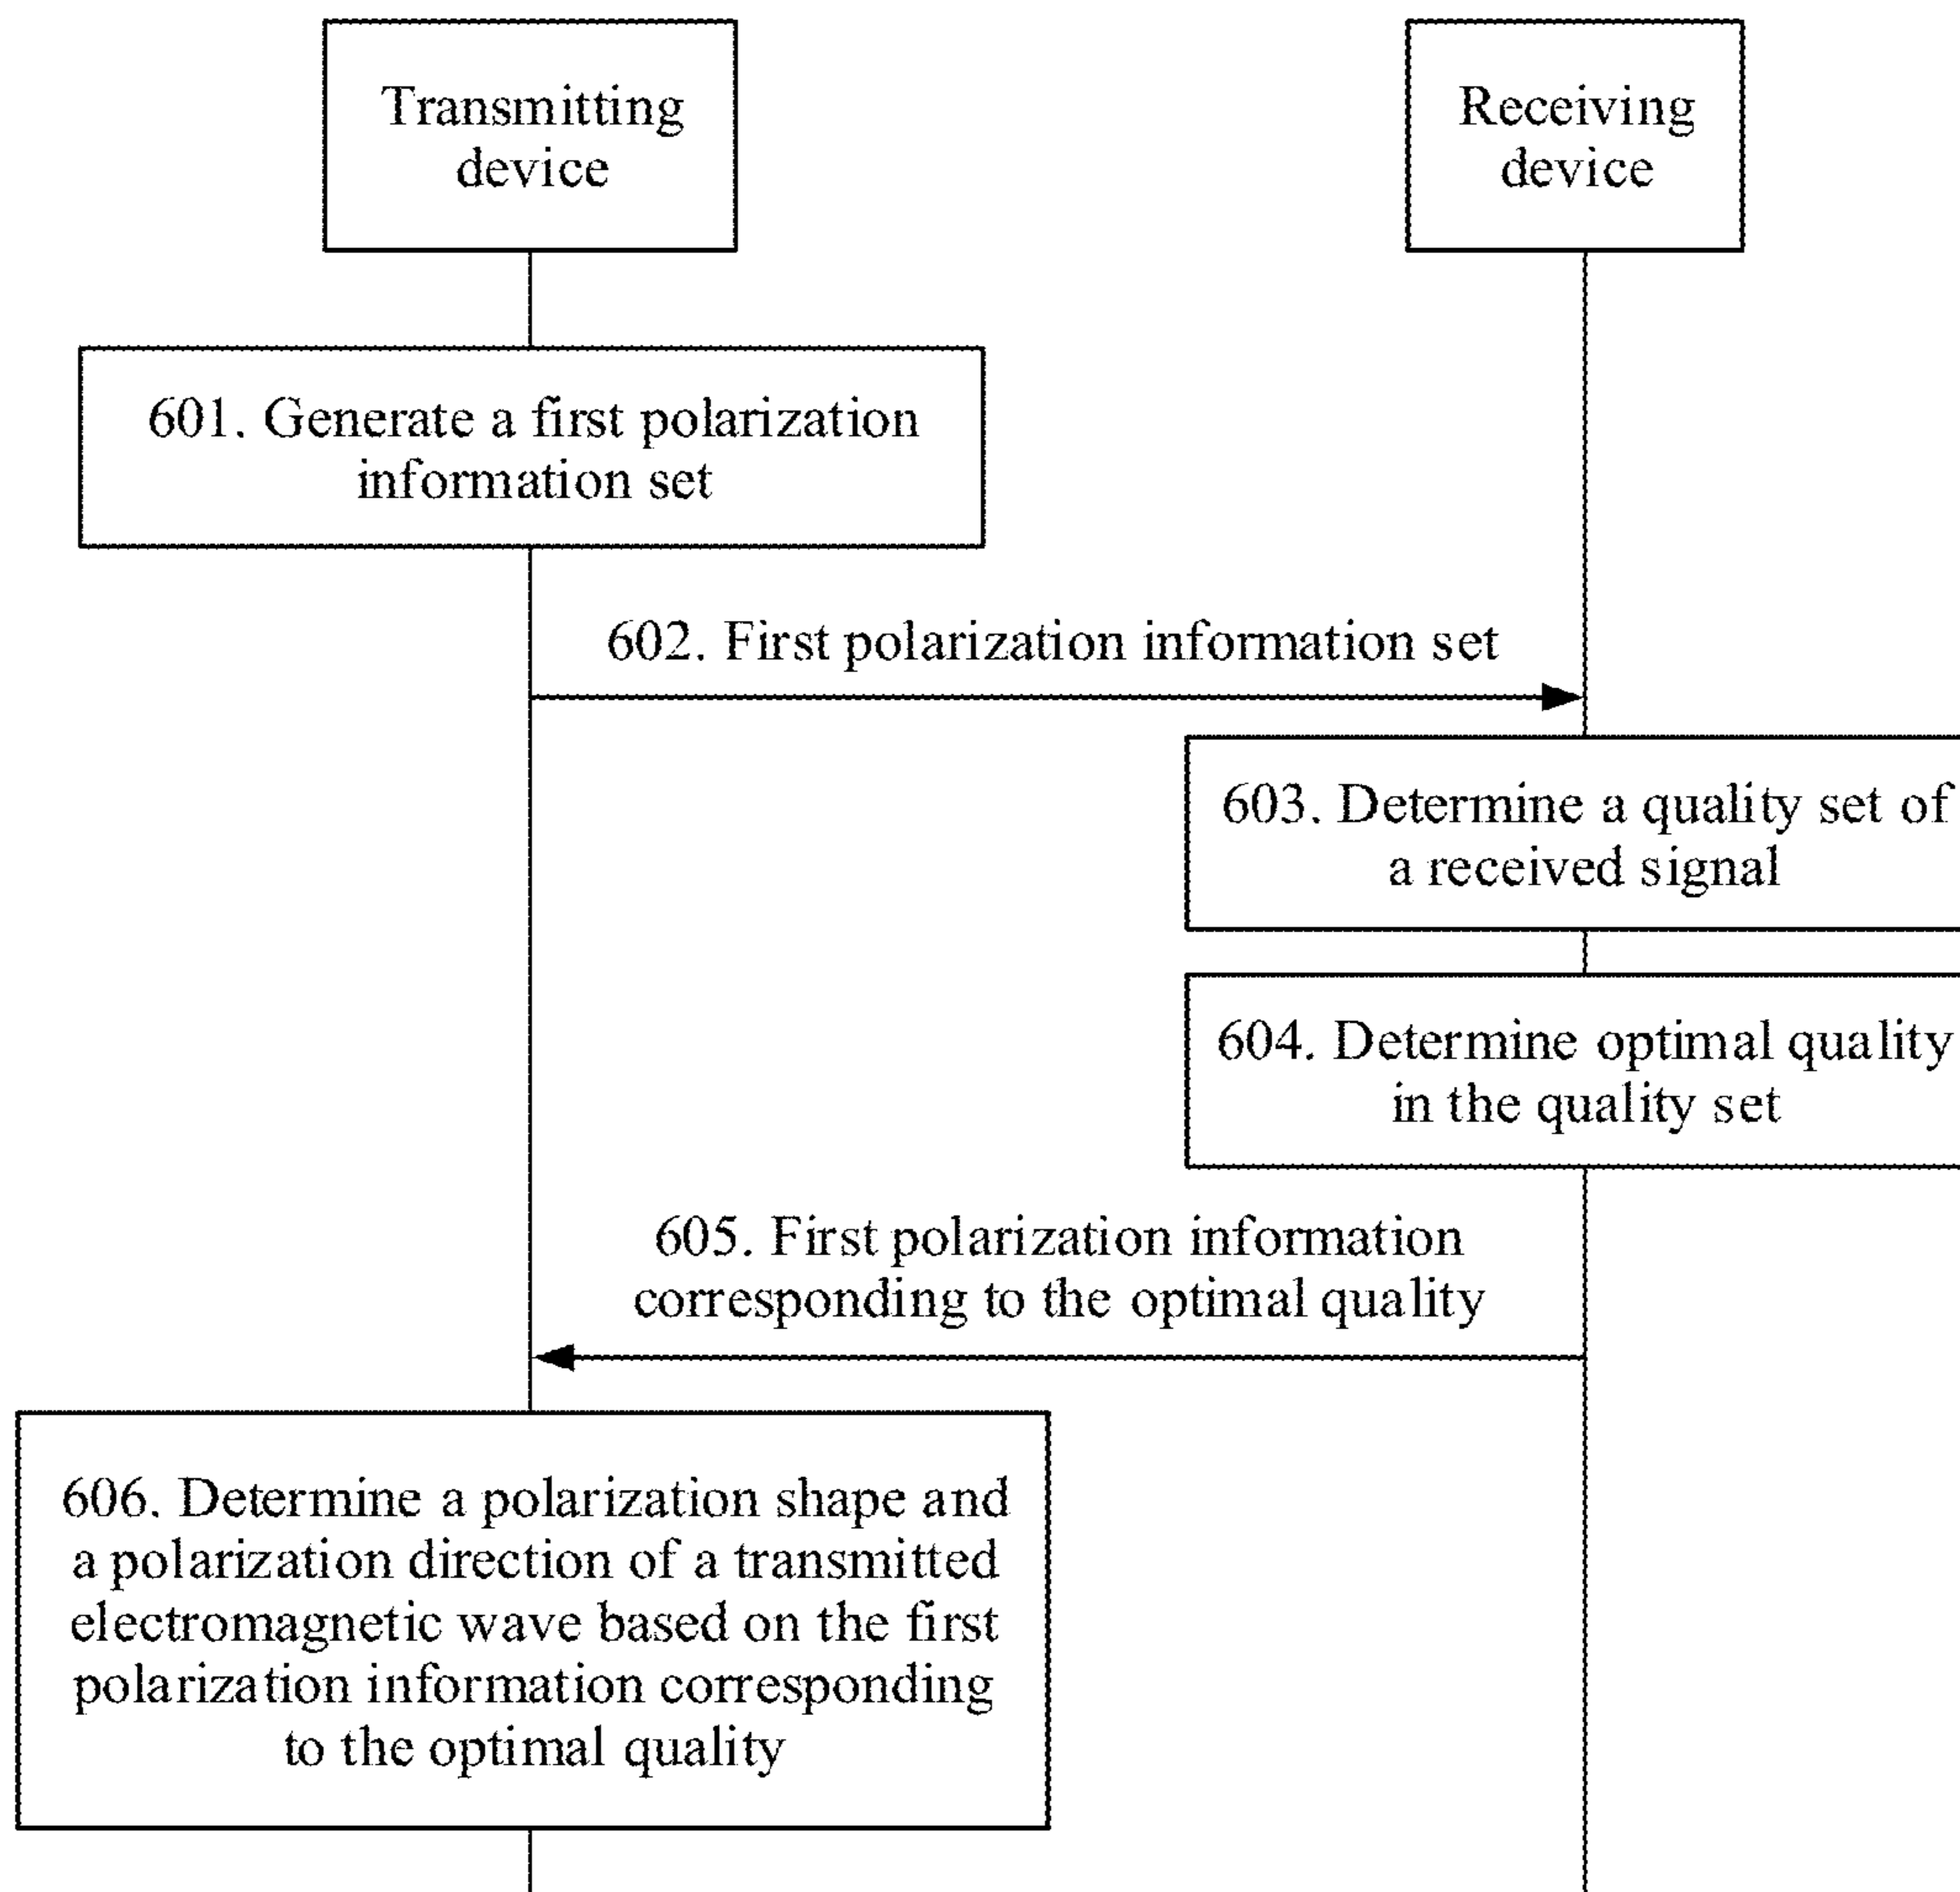 Transmitting
device
Receiving
device
601. Generate a first polarization
information set
602. First polarization information set
603. Determine a quality set of
a received signal
604. Determine optimal quality
in the quality set
605. First polarization information
corresponding to the optimal quality
606. Determine a polarization shape and
a polarization direction of a transmitted
electromagnetic wave based on the first
polarization information corresponding
to the optimal quality